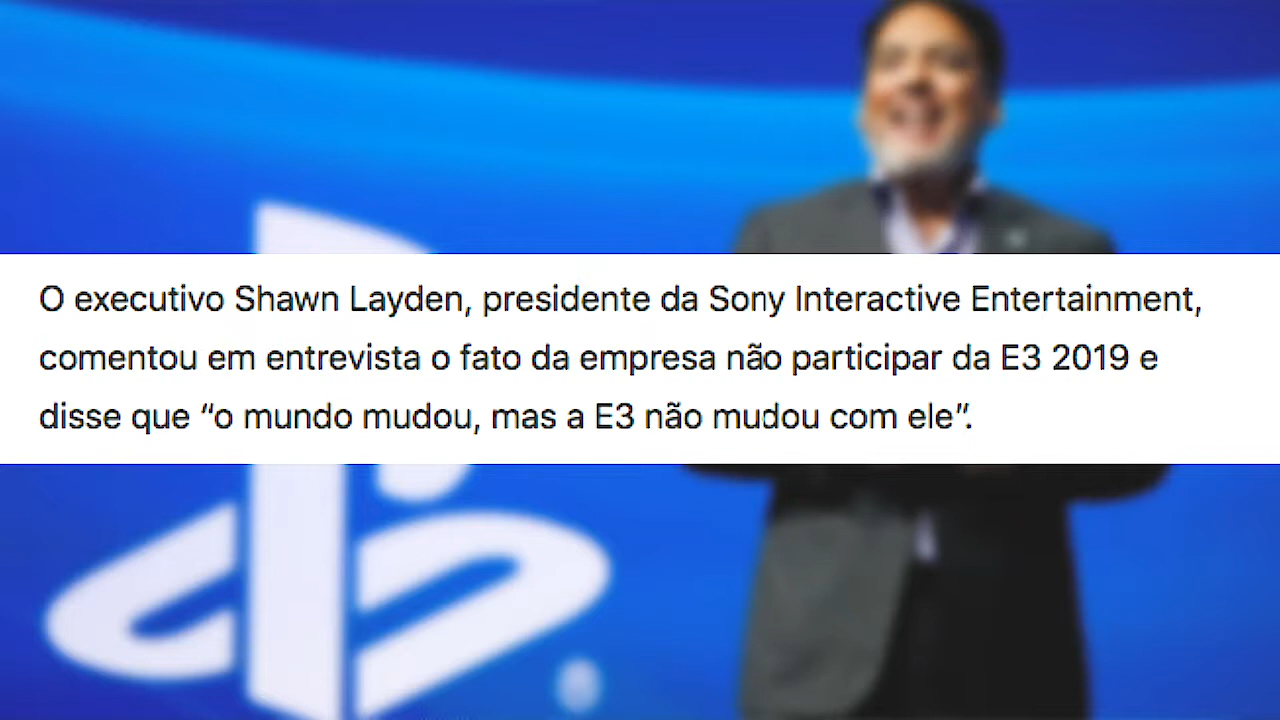 O executivo Shawn Layden, presidente da Sony Interactive Entertainment,
comentou em entrevista o fato da empresa não participar da E3 2019 e
disse que “o mundo mudou, mas a E3 não mudou com ele”.